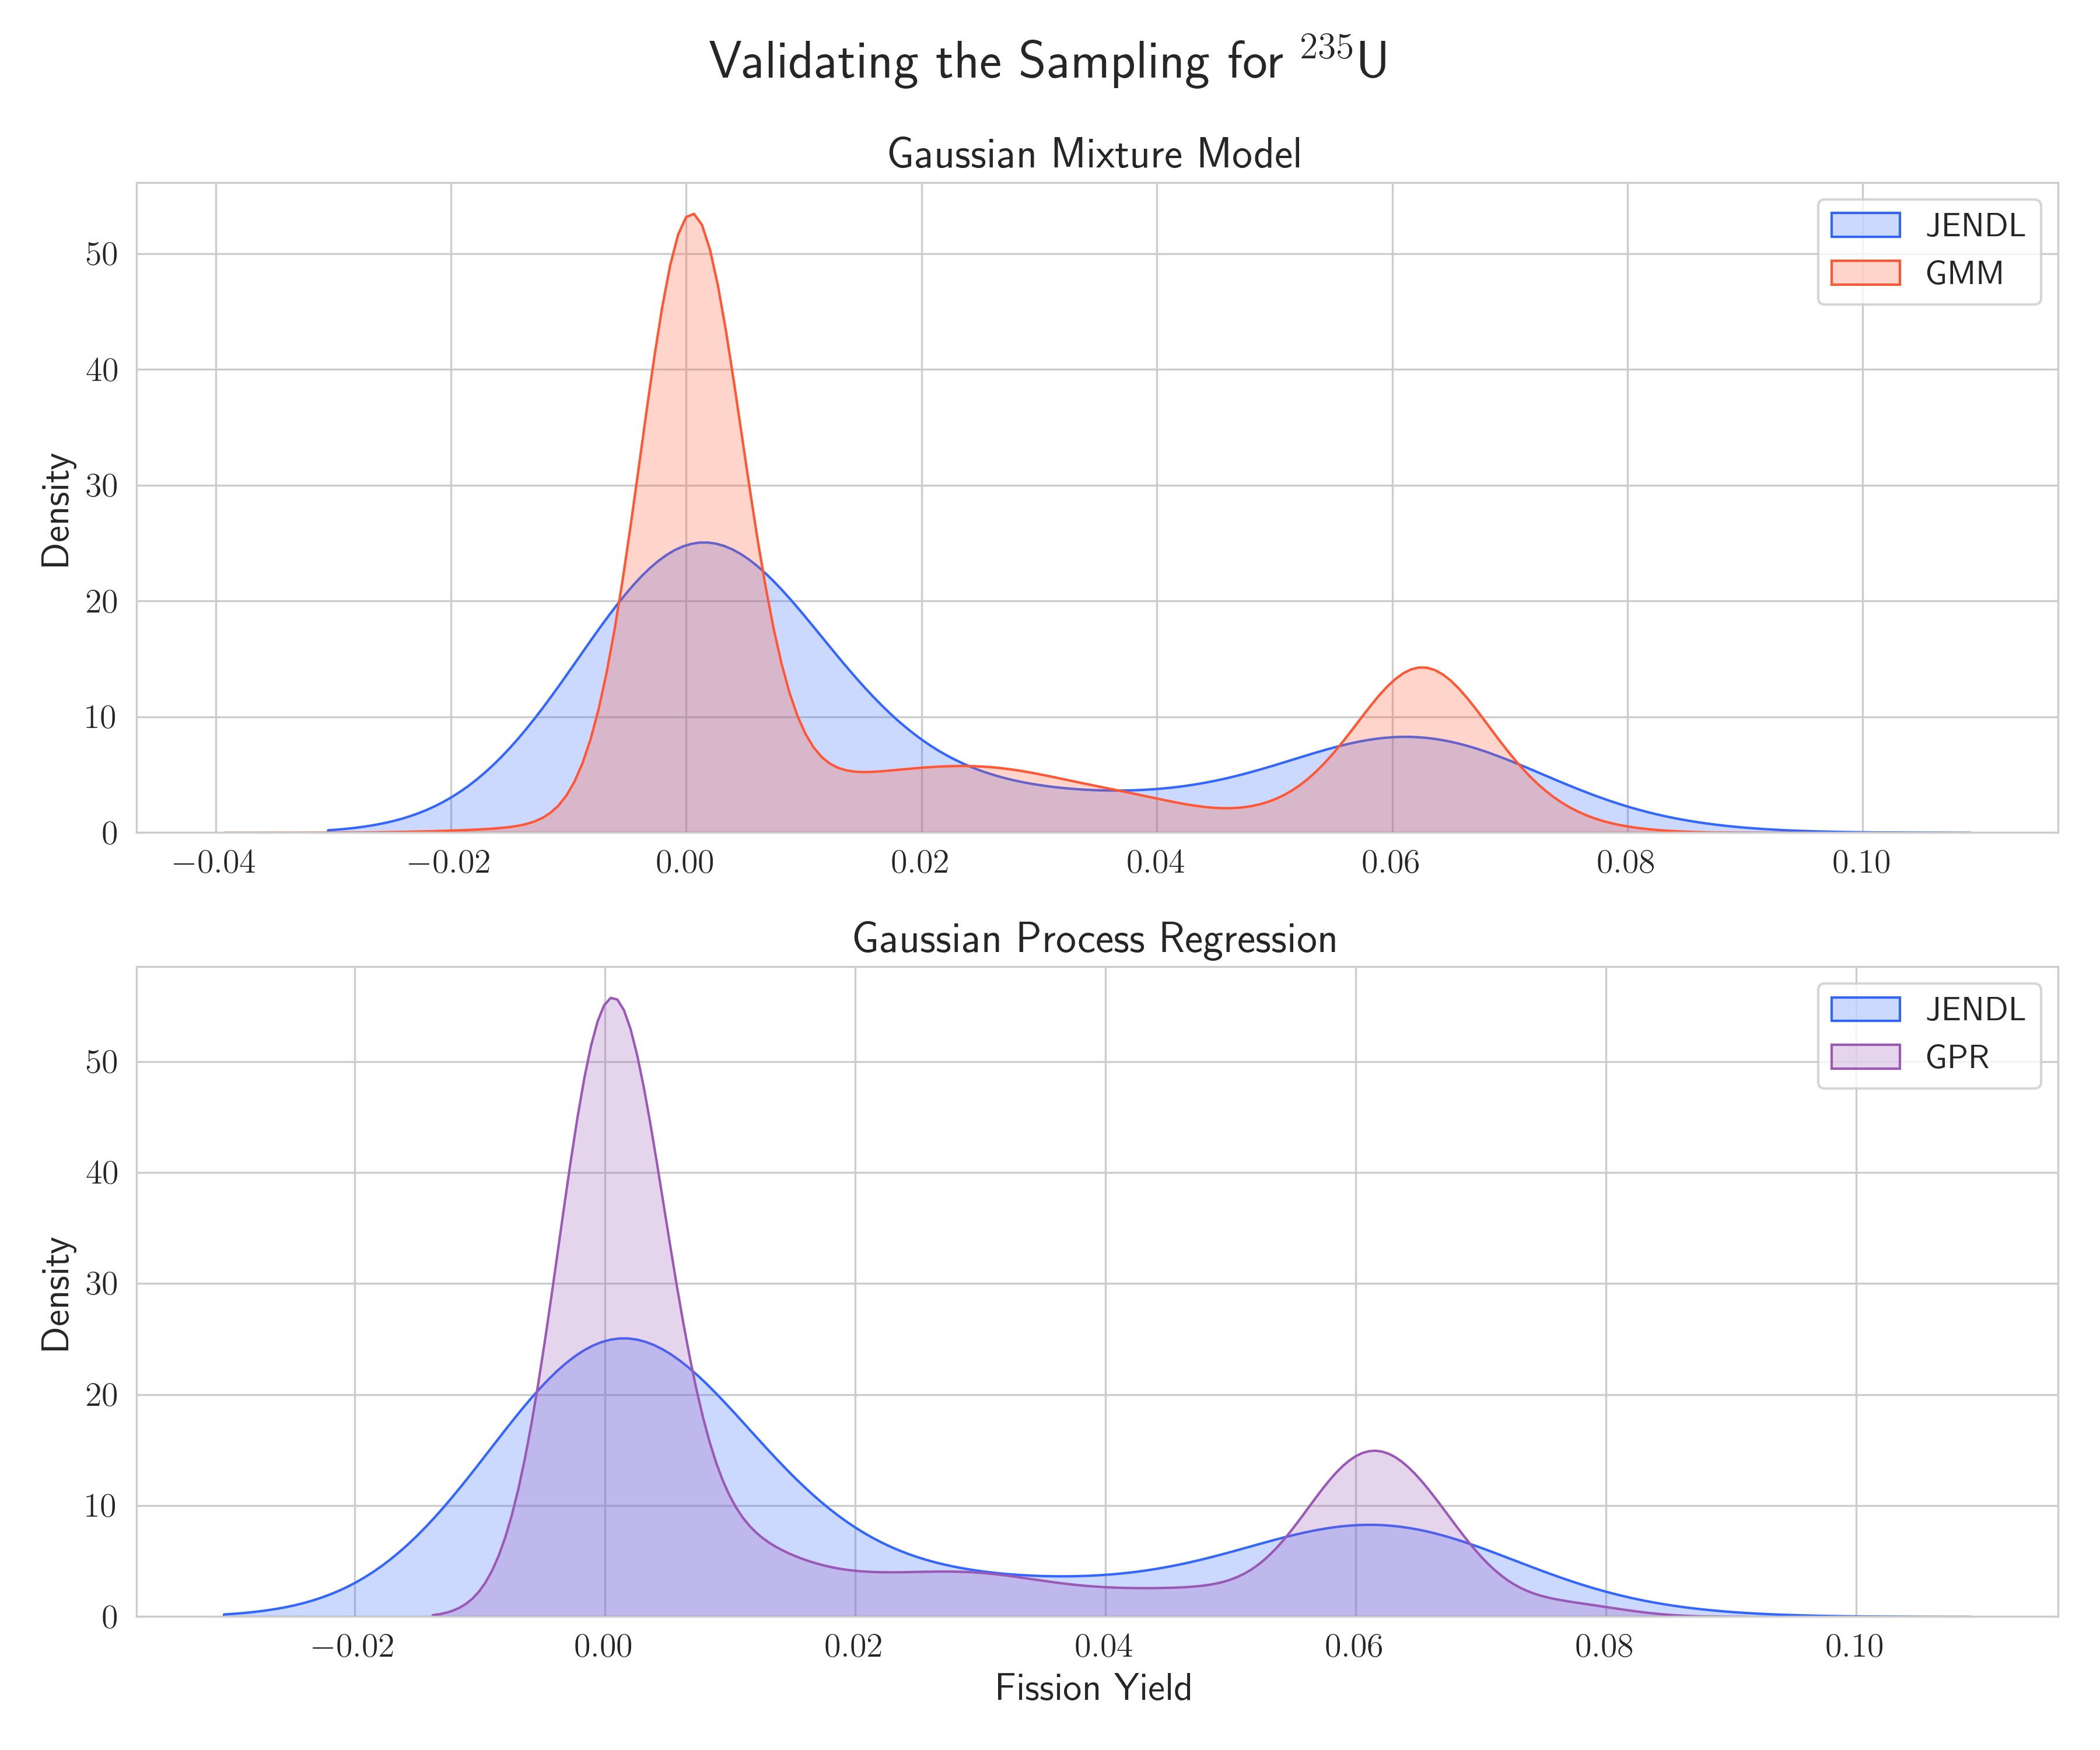 Validating the Sampling for ²³⁵U
Gaussian Mixture Model
JENDL
GMM
Density
50
40
30
20
10
0
−0.04 −0.02 0.00 0.02 0.04 0.06 0.08 0.10
Gaussian Process Regression
JENDL
GPR
Density
50
40
30
20
10
0
−0.02 0.00 0.02 0.04 0.06 0.08 0.10
Fission Yield